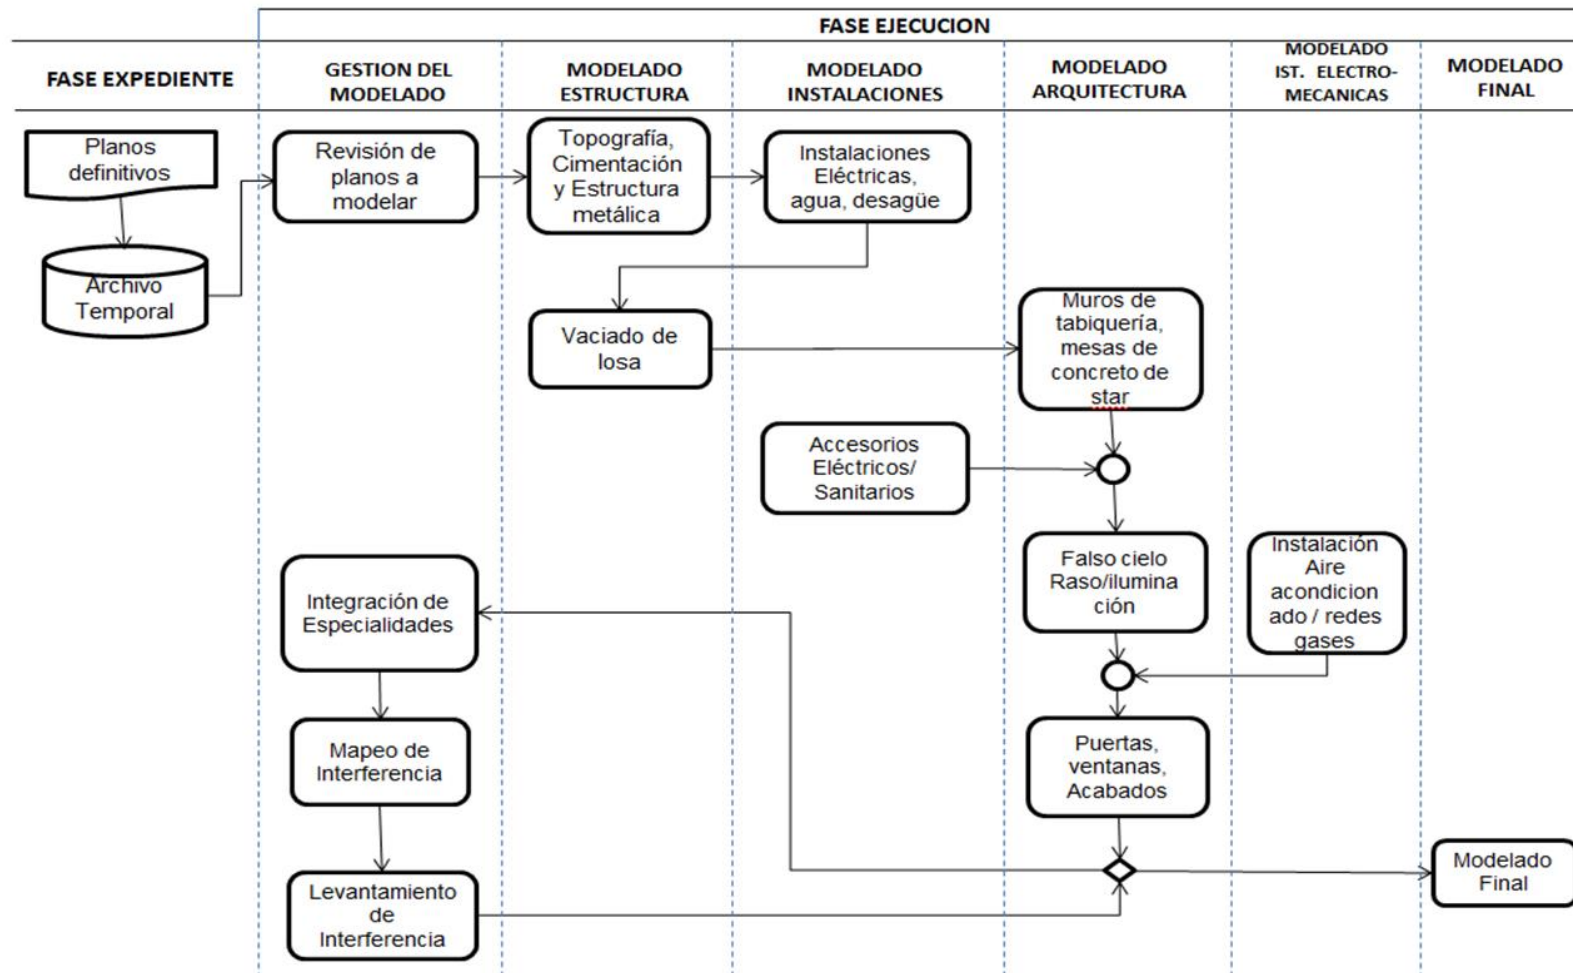 FASE EJECUCION
FASE EXPEDIENTE
GESTION DEL
MODELADO
MODELADO
ESTRUCTURA
MODELADO
INSTALACIONES
MODELADO
ARQUITECTURA
MODELADO
IST. ELECTRO-
MECANICAS
MODELADO
FINAL
Planos
definitivos
Revisión de
planos a
modelar
Topografía,
Cimentación
y Estructura
metálica
Instalaciones
Eléctricas,
agua, desagüe
Archivo
Temporal
Vaciado de
losa
Muros de
tabiquería,
mesas de
concreto de
star
Accesorios
Eléctricos/
Sanitarios
Falso cielo
Raso/ilumina
ción
Instalación
Aire
acondicion
ado / redes
gases
Integración de
Especialidades
Mapeo de
Interferencia
Puertas,
ventanas,
Acabados
Levantamiento
de
Interferencia
Modelado
Final